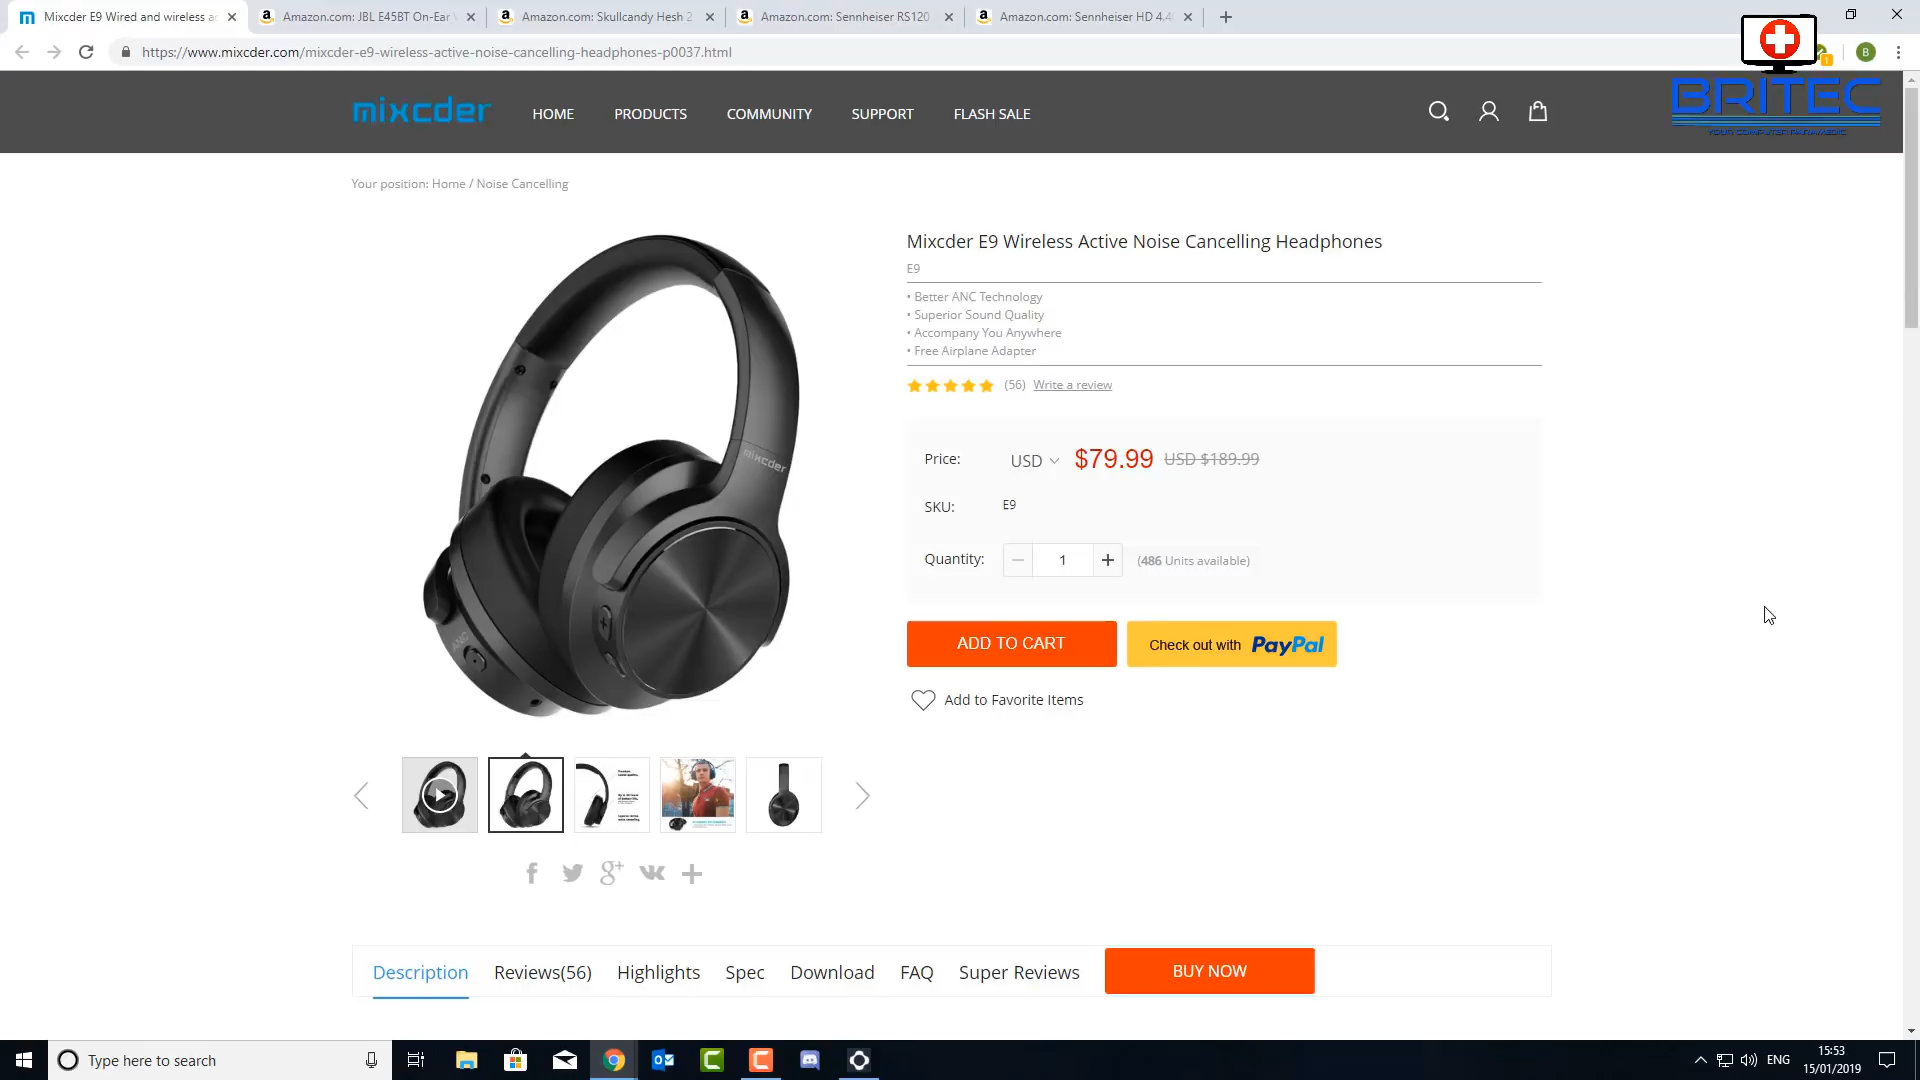 Mixcder E9 Wired and wireless a
Amazon.com: JBL E45BT On-Ear
Amazon.com: Skullcandy Hesh 2
Amazon.com: Sennheiser RS120
Amazon.com: Sennheiser HD 4.4
https://www.mixcder.com/mixcder-e9-wireless-active-noise-cancelling-headphones-p0037.html
1
B
mixcder
HOME
PRODUCTS
COMMUNITY
SUPPORT
FLASH SALE
BRITEC
YOUR COMPUTER PARAMEDIC
Your position: Home / Noise Cancelling
Mixcder E9 Wireless Active Noise Cancelling Headphones
E9
• Better ANC Technology
• Superior Sound Quality
• Accompany You Anywhere
• Free Airplane Adapter
(56) Write a review
Price: USD $79.99 USD $189.99
SKU: E9
Quantity: 1 (486 Units available)
ADD TO CART
Check out with PayPal
Add to Favorite Items
mixcder
ANC
Description
Reviews(56)
Highlights
Spec
Download
FAQ
Super Reviews
BUY NOW
Type here to search
ENG
15:53
15/01/2019